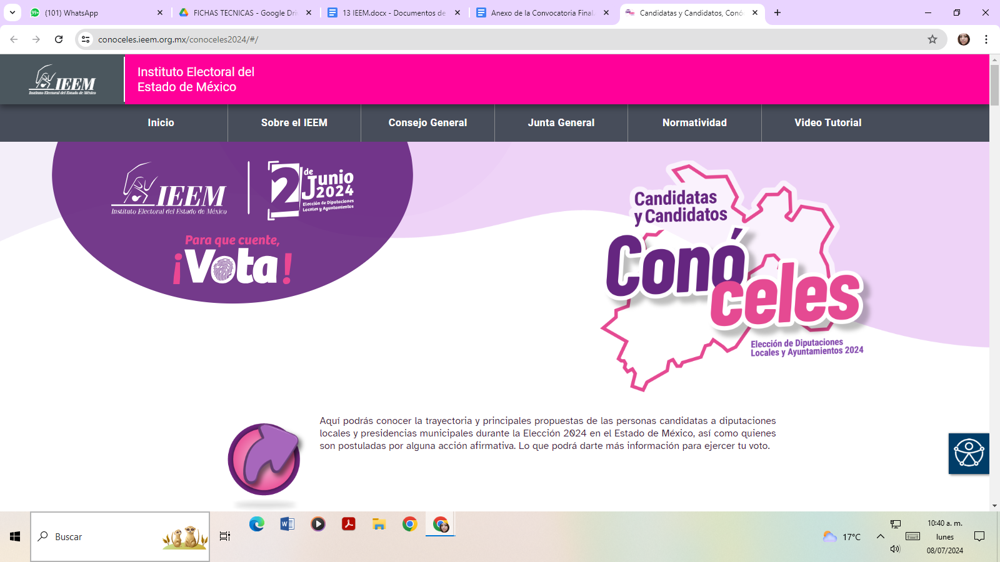 (101) WhatsApp
FICHAS TECNICAS - Google Dri
13 IEEM.docx - Documentos de
Anexo de la Convocatoria Final.
Candidatas y Candidatos, Conó
conoceles.ieem.org.mx/conoceles2024/#/
IEEM
Instituto Electoral del Estado de México
Instituto Electoral del
Estado de México
Inicio
Sobre el IEEM
Consejo General
Junta General
Normatividad
Video Tutorial
IEEM
Instituto Electoral del Estado de México
2 de Junio 2024
Elección de Diputaciones
Locales y Ayuntamientos
Para que cuente,
¡Vota!
Candidatas
y Candidatos
Conóceles
Elección de Diputaciones
Locales y Ayuntamientos 2024
Aquí podrás conocer la trayectoria y principales propuestas de las personas candidatas a diputaciones
locales y presidencias municipales durante la Elección 2024 en el Estado de México, así como quienes
son postuladas por alguna acción afirmativa. Lo que podrá darte más información para ejercer tu voto.
Buscar
17°C
10:40 a. m.
lunes
08/07/2024